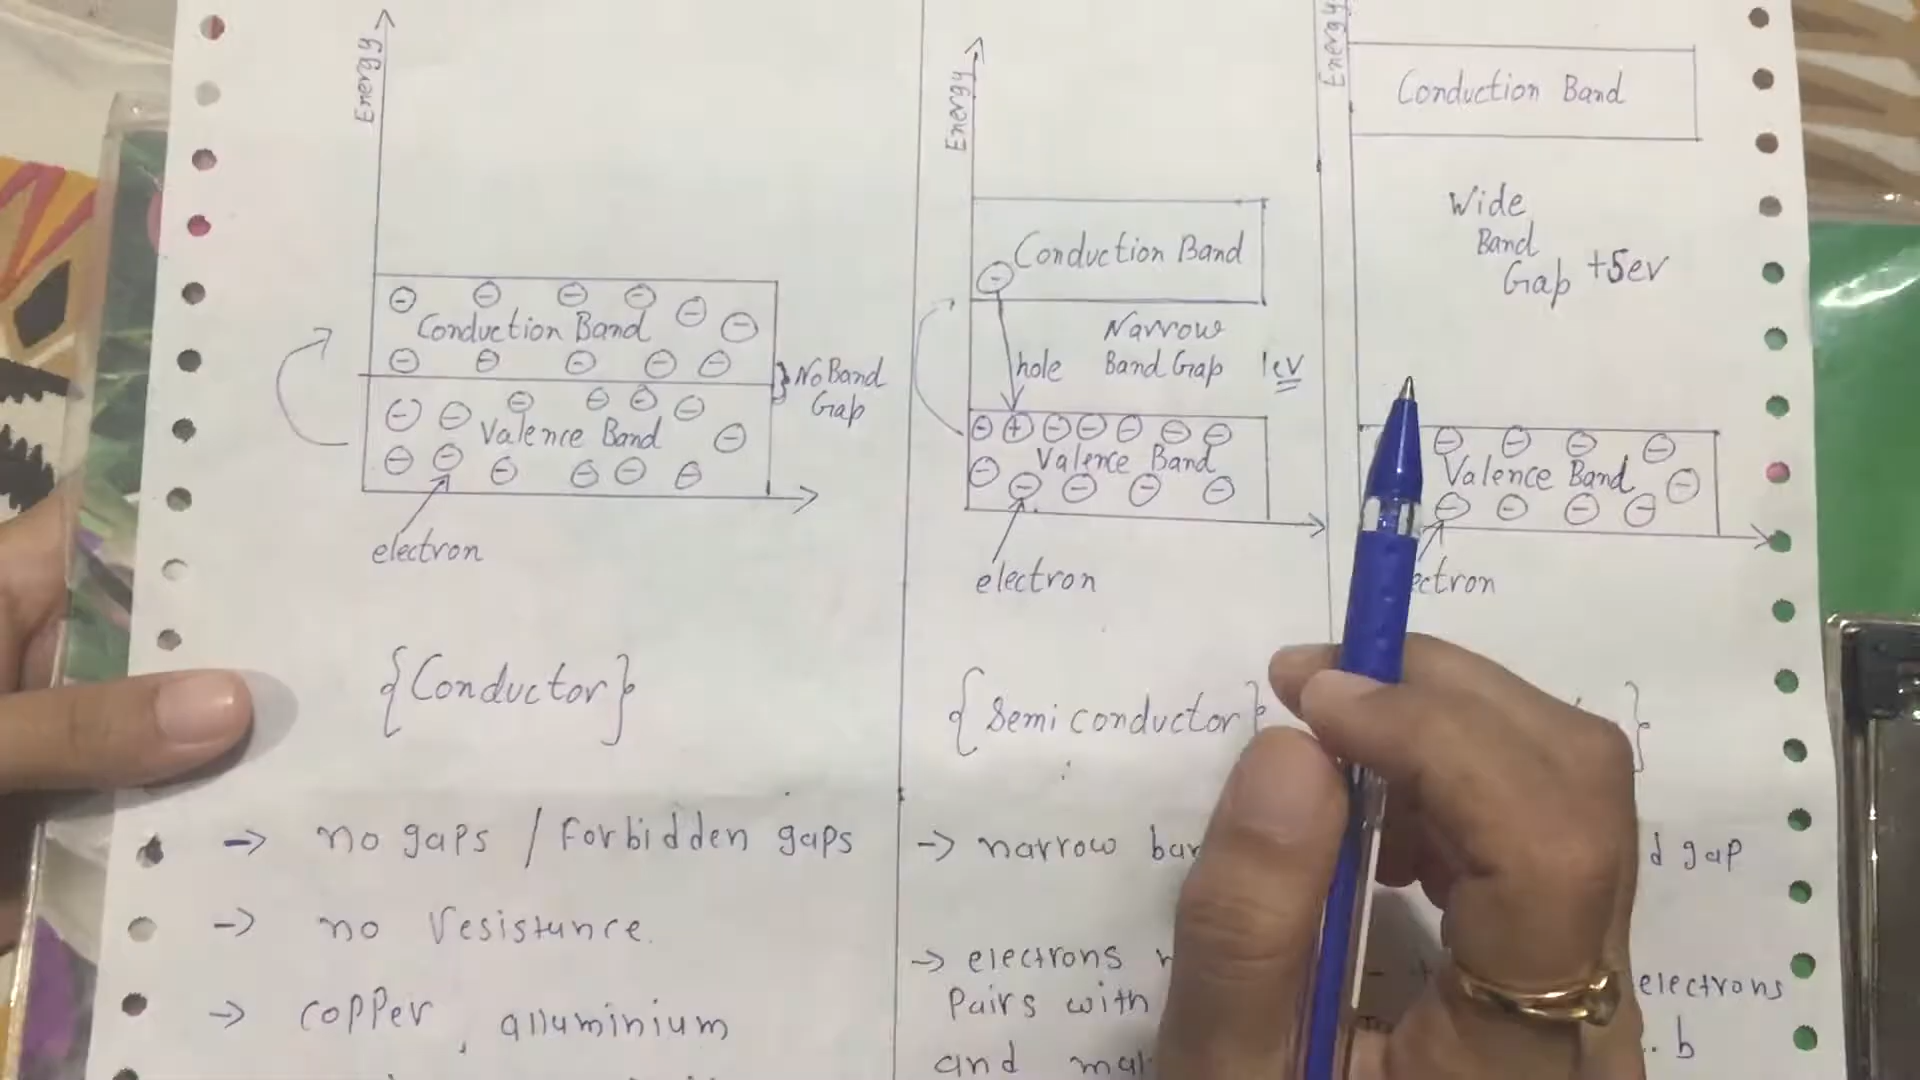 Energy
Conduction Band
Valence Band
No Band
Gap
electron
{Conductor}
→ no gaps / forbidden gaps
→ no resistance.
→ copper, alluminium
Energy
Conduction Band
Narrow
hole Band Gap 1eV
Valence Band
electron
{Semiconductor}
→ narrow
→ electrons
Pairs with
and
Energy
Conduction Band
Wide
Band
Gap +5ev
Valence Band
ectron
gap
electrons
b